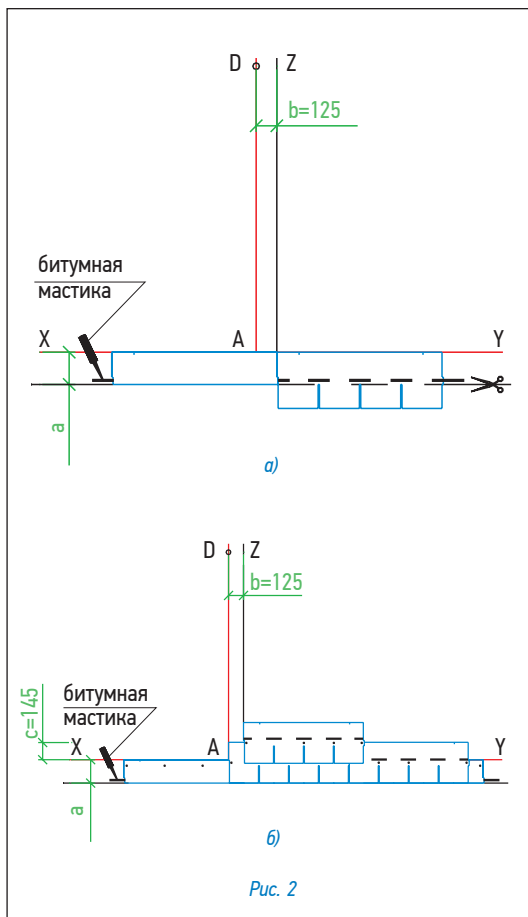 D Z
b=125
битумная
мастика
X A Y
a
а)
D Z
b=125
c=145
битумная
мастика
X A Y
a
б)
Рис. 2